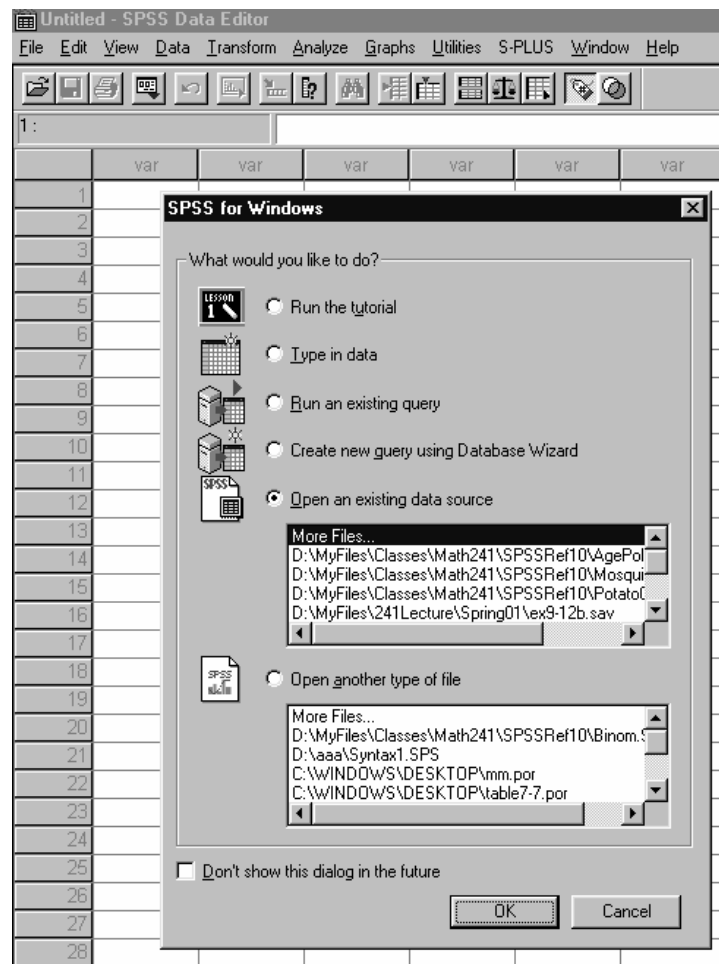 Untitled - SPSS Data Editor
File Edit View Data Transform Analyze Graphs Utilities S-PLUS Window Help
1 :
var var var var var var
1
2
3
4
5
6
7
8
9
10
11
12
13
14
15
16
17
18
19
20
21
22
23
24
25
26
27
28
SPSS for Windows
What would you like to do?
LESSON
1
Run the tutorial
Type in data
Run an existing query
Create new query using Database Wizard
SPSS
Open an existing data source
More Files...
D:\MyFiles\Classes\Math241\SPSSRef10\AgePol
D:\MyFiles\Classes\Math241\SPSSRef10\Mosqui
D:\MyFiles\Classes\Math241\SPSSRef10\Potato
D:\MyFiles\241Lecture\Spring01\ex9-12b.sav
SPSS
Open another type of file
More Files...
D:\MyFiles\Classes\Math241\SPSSRef10\Binom.S
D:\aaa\Syntax1.SPS
C:\WINDOWS\DESKTOP\mm.por
C:\WINDOWS\DESKTOP\table7-7.por
Don't show this dialog in the future
OK Cancel